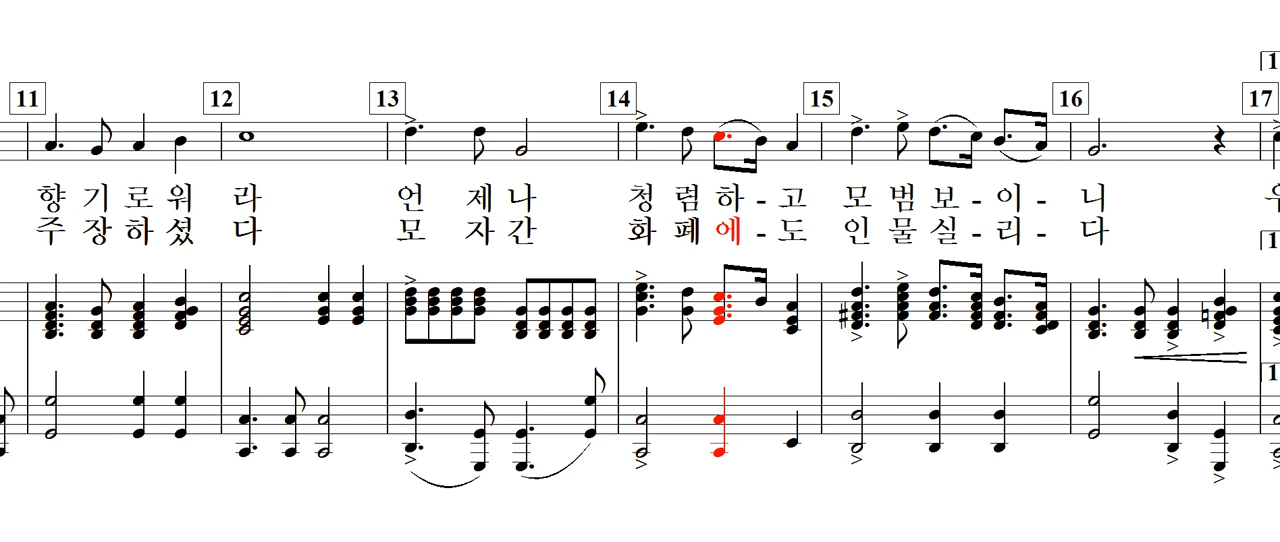 11 12 13 14 15 16 17
향 기 로 워 라 언 제 나 청 렴 하 - 고 모 범 보 - 이 - 니 우
주 장 하 셨 다 모 자 간 화 폐 에 - 도 인 물 실 - 리 - 다